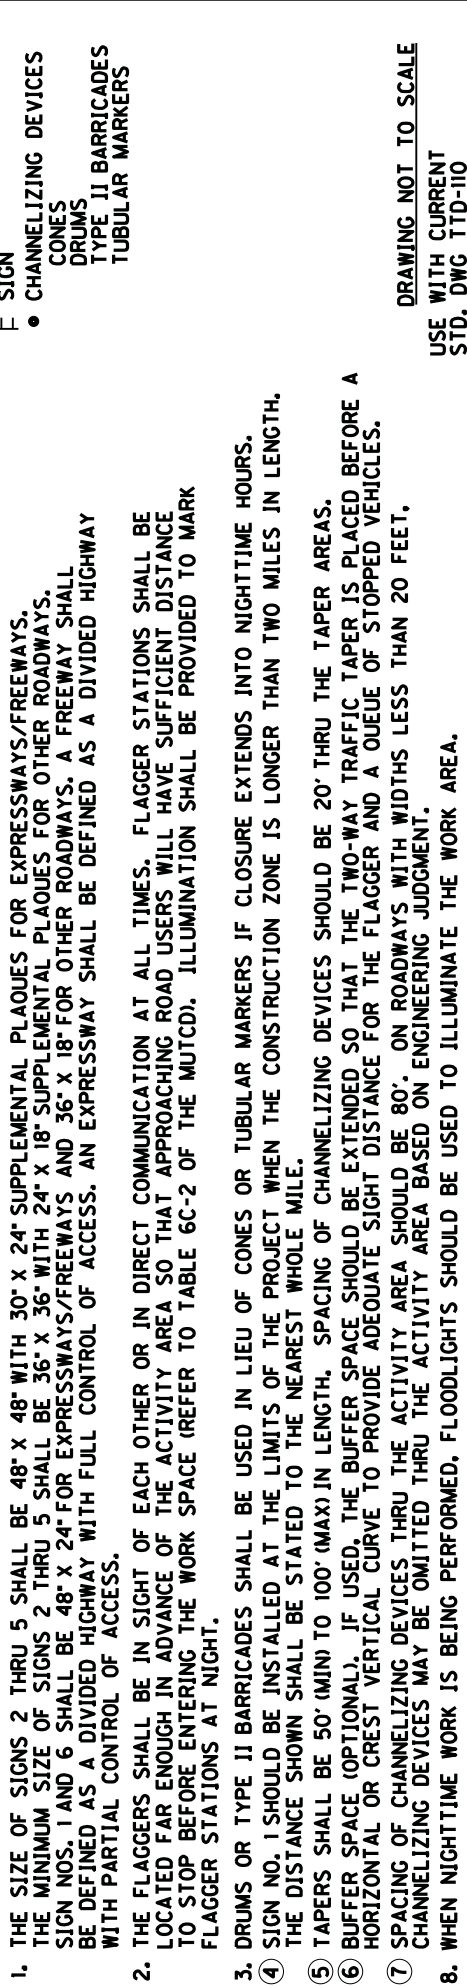 1. THE SIZE OF SIGNS 2 THRU 5 SHALL BE 48" X 48" WITH 30" X 24" SUPPLEMENTAL PLAQUES FOR EXPRESSWAYS/FREEWAYS.
THE MINIMUM SIZE OF SIGNS 2 THRU 5 SHALL BE 36" X 36" WITH 24" X 18" SUPPLEMENTAL PLAQUES FOR OTHER ROADWAYS.
SIGN NOS. 1 AND 6 SHALL BE 48" X 24" FOR EXPRESSWAYS/FREEWAYS AND 36" X 18" FOR OTHER ROADWAYS. A FREEWAY SHALL
BE DEFINED AS A DIVIDED HIGHWAY WITH FULL CONTROL OF ACCESS. AN EXPRESSWAY SHALL BE DEFINED AS A DIVIDED HIGHWAY
WITH PARTIAL CONTROL OF ACCESS.
2. THE FLAGGERS SHALL BE IN SIGHT OF EACH OTHER OR IN DIRECT COMMUNICATION AT ALL TIMES. FLAGGER STATIONS SHALL BE
LOCATED FAR ENOUGH IN ADVANCE OF THE ACTIVITY AREA SO THAT APPROACHING ROAD USERS WILL HAVE SUFFICIENT DISTANCE
TO STOP BEFORE ENTERING THE WORK SPACE (REFER TO TABLE 6C-2 OF THE MUTCD). ILLUMINATION SHALL BE PROVIDED TO MARK
FLAGGER STATIONS AT NIGHT.
3. DRUMS OR TYPE II BARRICADES SHALL BE USED IN LIEU OF CONES OR TUBULAR MARKERS IF CLOSURE EXTENDS INTO NIGHTTIME HOURS.
4 SIGN NO. 1 SHOULD BE INSTALLED AT THE LIMITS OF THE PROJECT WHEN THE CONSTRUCTION ZONE IS LONGER THAN TWO MILES IN LENGTH.
THE DISTANCE SHOWN SHALL BE STATED TO THE NEAREST WHOLE MILE.
5 TAPERS SHALL BE 50' (MIN) TO 100' (MAX) IN LENGTH. SPACING OF CHANNELIZING DEVICES SHOULD BE 20' THRU THE TAPER AREAS.
6 BUFFER SPACE (OPTIONAL). IF USED, THE BUFFER SPACE SHOULD BE EXTENDED SO THAT THE TWO-WAY TRAFFIC TAPER IS PLACED BEFORE A
HORIZONTAL OR CREST VERTICAL CURVE TO PROVIDE ADEQUATE SIGHT DISTANCE FOR THE FLAGGER AND A QUEUE OF STOPPED VEHICLES.
7 SPACING OF CHANNELIZING DEVICES THRU THE ACTIVITY AREA SHOULD BE 80'. ON ROADWAYS WITH WIDTHS LESS THAN 20 FEET,
CHANNELIZING DEVICES MAY BE OMITTED THRU THE ACTIVITY AREA BASED ON ENGINEERING JUDGMENT.
8. WHEN NIGHTTIME WORK IS BEING PERFORMED, FLOODLIGHTS SHOULD BE USED TO ILLUMINATE THE WORK AREA.
SIGN
● CHANNELIZING DEVICES
CONES
DRUMS
TYPE II BARRICADES
TUBULAR MARKERS
DRAWING NOT TO SCALE
USE WITH CURRENT
STD. DWG TTD-110